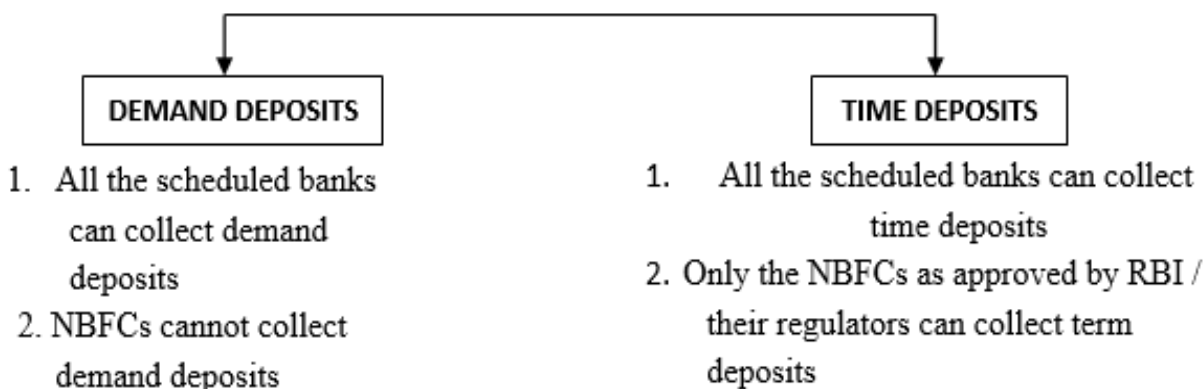 DEMAND DEPOSITS
1. All the scheduled banks
can collect demand
deposits
2. NBFCs cannot collect
demand deposits
TIME DEPOSITS
1. All the scheduled banks can collect
time deposits
2. Only the NBFCs as approved by RBI /
their regulators can collect term
deposits